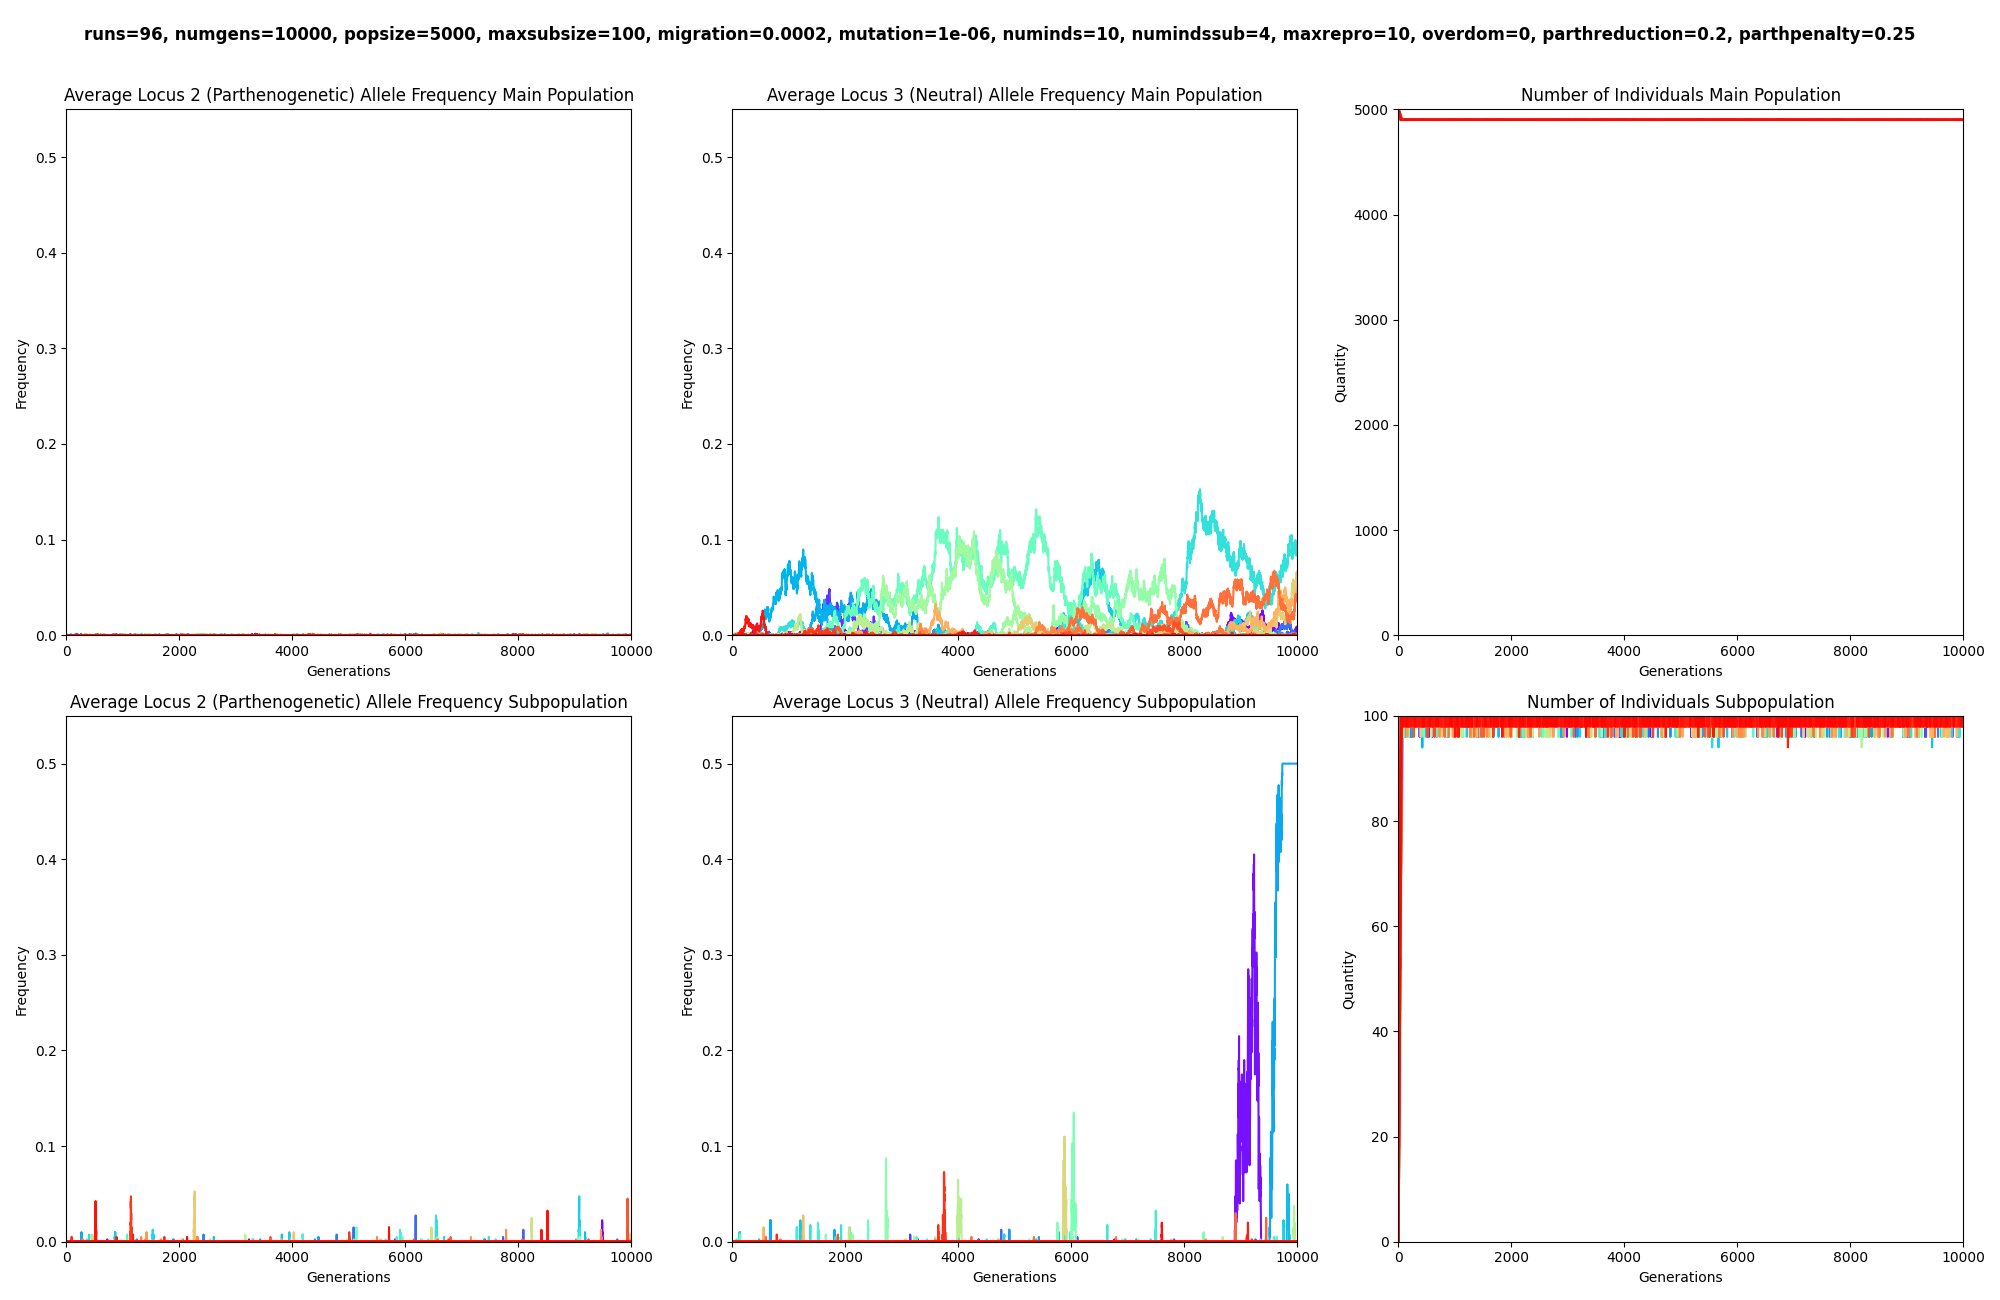 runs=96, numgens=10000, popsize=5000, maxsubsize=100, migration=0.0002, mutation=1e-06, numinds=10, numindssub=4, maxrepro=10, overdom=0, parthreduction=0.2, parthpenalty=0.25
Average Locus 2 (Parthenogenetic) Allele Frequency Main Population
0.5
0.4
0.3
0.2
0.1
0.0
Frequency
0 2000 4000 6000 8000 10000
Generations
Average Locus 3 (Neutral) Allele Frequency Main Population
0.5
0.4
0.3
0.2
0.1
0.0
Frequency
0 2000 4000 6000 8000 10000
Generations
Number of Individuals Main Population
5000
4000
3000
2000
1000
0
Quantity
0 2000 4000 6000 8000 10000
Generations
Average Locus 2 (Parthenogenetic) Allele Frequency Subpopulation
0.5
0.4
0.3
0.2
0.1
0.0
Frequency
0 2000 4000 6000 8000 10000
Generations
Average Locus 3 (Neutral) Allele Frequency Subpopulation
0.5
0.4
0.3
0.2
0.1
0.0
Frequency
0 2000 4000 6000 8000 10000
Generations
Number of Individuals Subpopulation
100
80
60
40
20
0
Quantity
0 2000 4000 6000 8000 10000
Generations